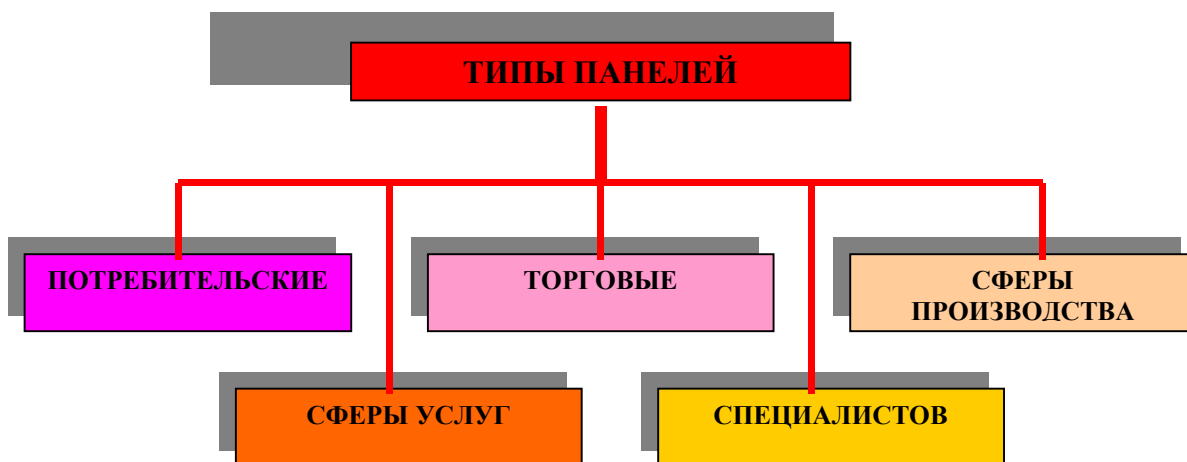 ТИПЫ ПАНЕЛЕЙ
ПОТРЕБИТЕЛЬСКИЕ
ТОРГОВЫЕ
СФЕРЫ
ПРОИЗВОДСТВА
СФЕРЫ УСЛУГ
СПЕЦИАЛИСТОВ